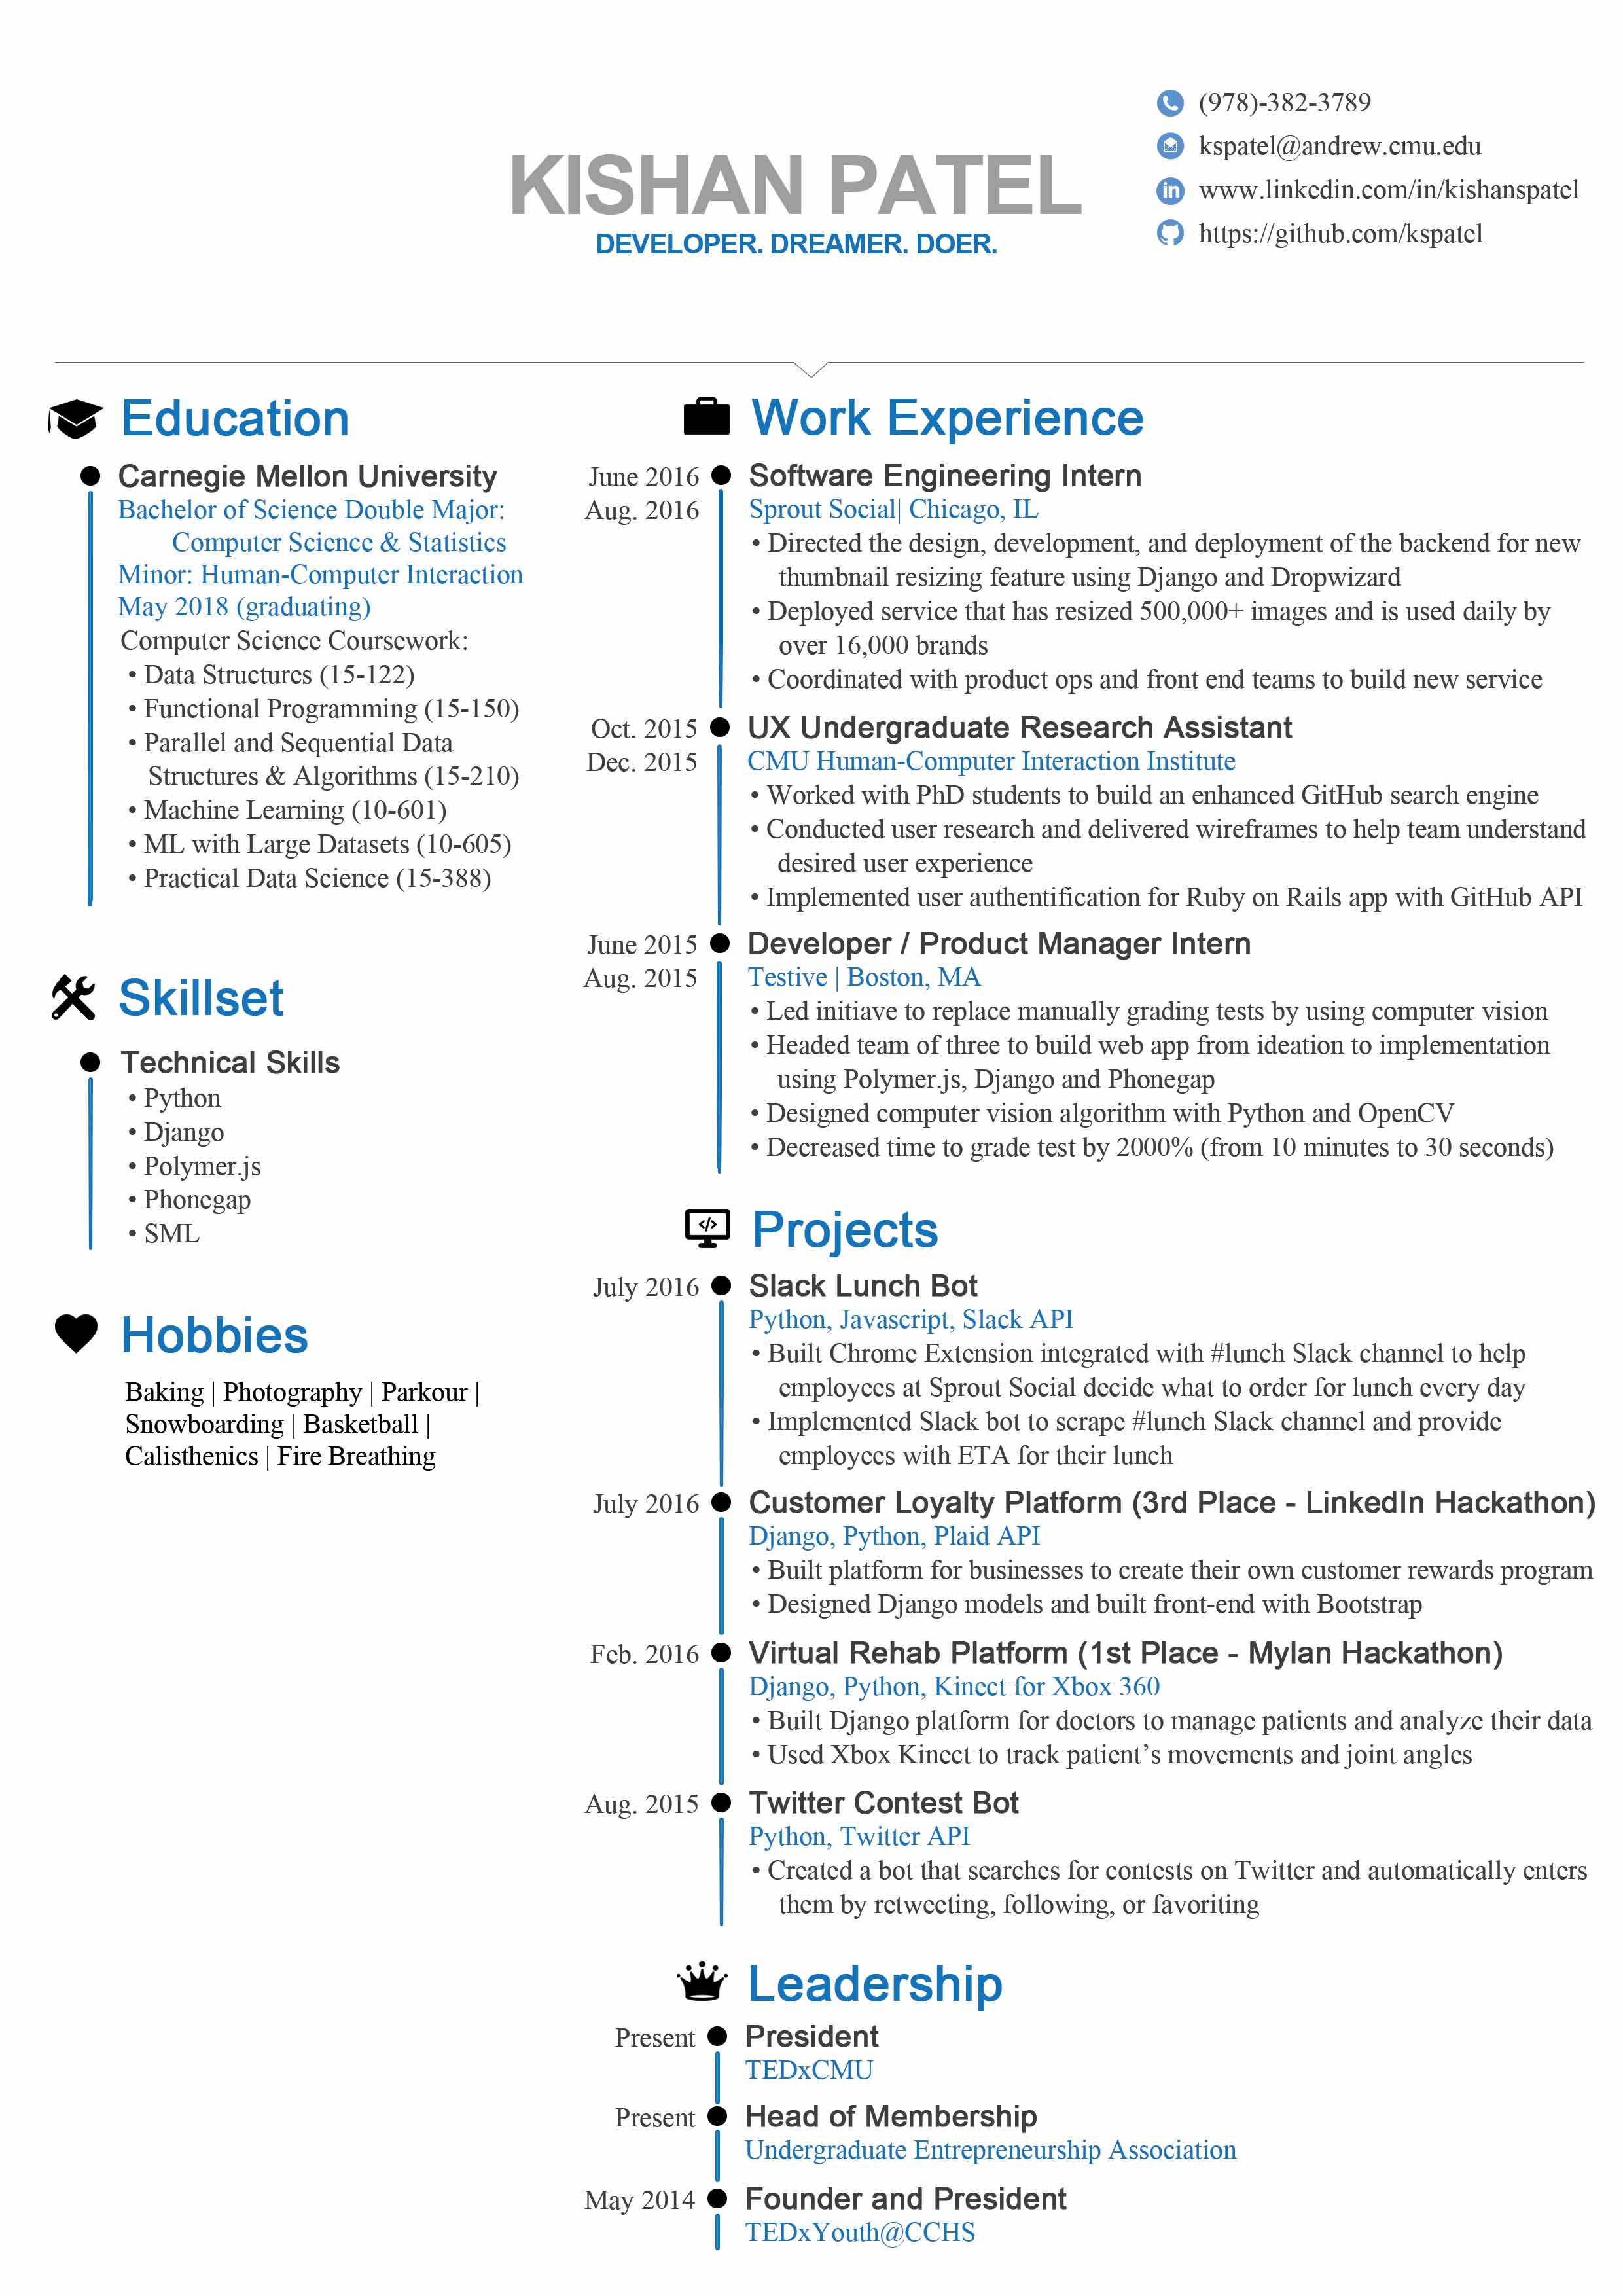 KISHAN PATEL
DEVELOPER. DREAMER. DOER.
(978)-382-3789
kspatel@andrew.cmu.edu
in
www.linkedin.com/in/kishanspatel
https://github.com/kspatel
Education
Carnegie Mellon University
Bachelor of Science Double Major:
Computer Science & Statistics
Minor: Human-Computer Interaction
May 2018 (graduating)
Computer Science Coursework:
• Data Structures (15-122)
• Functional Programming (15-150)
• Parallel and Sequential Data
Structures & Algorithms (15-210)
• Machine Learning (10-601)
• ML with Large Datasets (10-605)
• Practical Data Science (15-388)
Skillset
Technical Skills
• Python
• Django
• Polymer.js
• Phonegap
• SML
Hobbies
Baking | Photography | Parkour |
Snowboarding | Basketball |
Calisthenics | Fire Breathing
Work Experience
June 2016
Aug. 2016
Software Engineering Intern
Sprout Social| Chicago, IL
• Directed the design, development, and deployment of the backend for new
thumbnail resizing feature using Django and Dropwizard
• Deployed service that has resized 500,000+ images and is used daily by
over 16,000 brands
• Coordinated with product ops and front end teams to build new service
Oct. 2015
Dec. 2015
UX Undergraduate Research Assistant
CMU Human-Computer Interaction Institute
• Worked with PhD students to build an enhanced GitHub search engine
• Conducted user research and delivered wireframes to help team understand
desired user experience
• Implemented user authentification for Ruby on Rails app with GitHub API
June 2015
Aug. 2015
Developer / Product Manager Intern
Testive | Boston, MA
• Led initiave to replace manually grading tests by using computer vision
• Headed team of three to build web app from ideation to implementation
using Polymer.js, Django and Phonegap
• Designed computer vision algorithm with Python and OpenCV
• Decreased time to grade test by 2000% (from 10 minutes to 30 seconds)
</>
Projects
July 2016
Slack Lunch Bot
Python, Javascript, Slack API
• Built Chrome Extension integrated with #lunch Slack channel to help
employees at Sprout Social decide what to order for lunch every day
• Implemented Slack bot to scrape #lunch Slack channel and provide
employees with ETA for their lunch
July 2016
Customer Loyalty Platform (3rd Place - LinkedIn Hackathon)
Django, Python, Plaid API
• Built platform for businesses to create their own customer rewards program
• Designed Django models and built front-end with Bootstrap
Feb. 2016
Virtual Rehab Platform (1st Place - Mylan Hackathon)
Django, Python, Kinect for Xbox 360
• Built Django platform for doctors to manage patients and analyze their data
• Used Xbox Kinect to track patient’s movements and joint angles
Aug. 2015
Twitter Contest Bot
Python, Twitter API
• Created a bot that searches for contests on Twitter and automatically enters
them by retweeting, following, or favoriting
Leadership
Present
President
TEDxCMU
Present
Head of Membership
Undergraduate Entrepreneurship Association
May 2014
Founder and President
TEDxYouth@CCHS